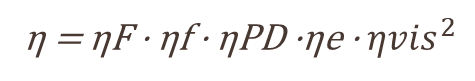 η = ηF · ηf · ηPD ·ηe · ηvis²